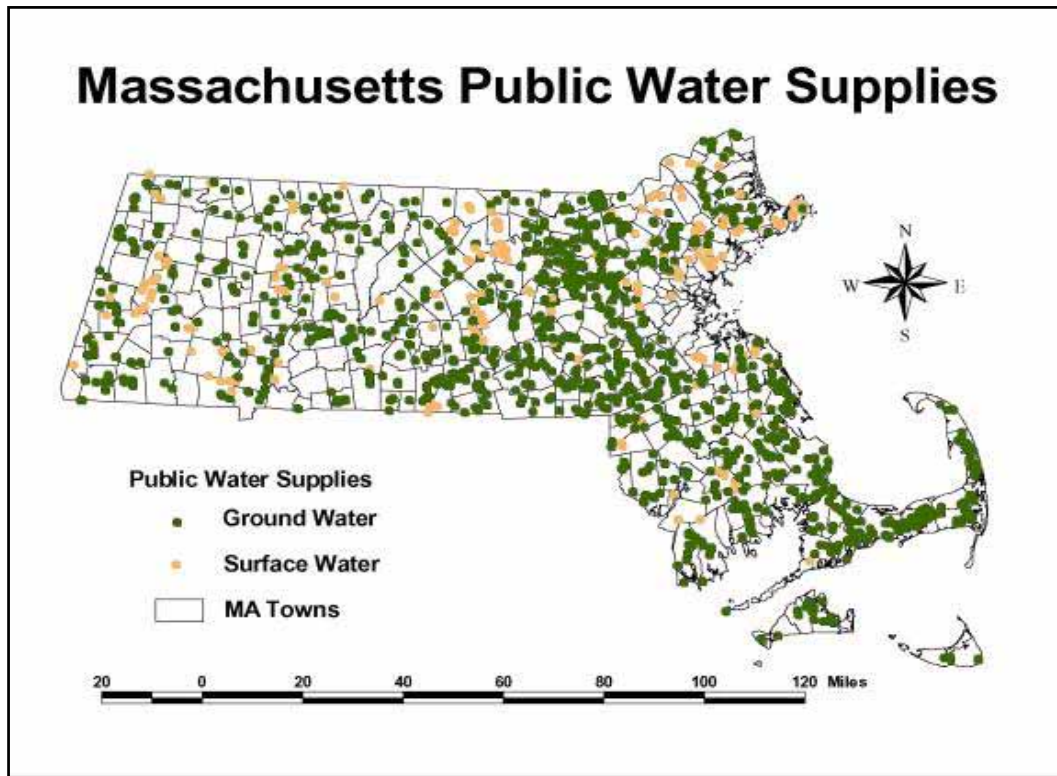 Massachusetts Public Water Supplies
N
W E
S
Public Water Supplies
Ground Water
Surface Water
MA Towns
20 0 20 40 60 80 100 120 Miles